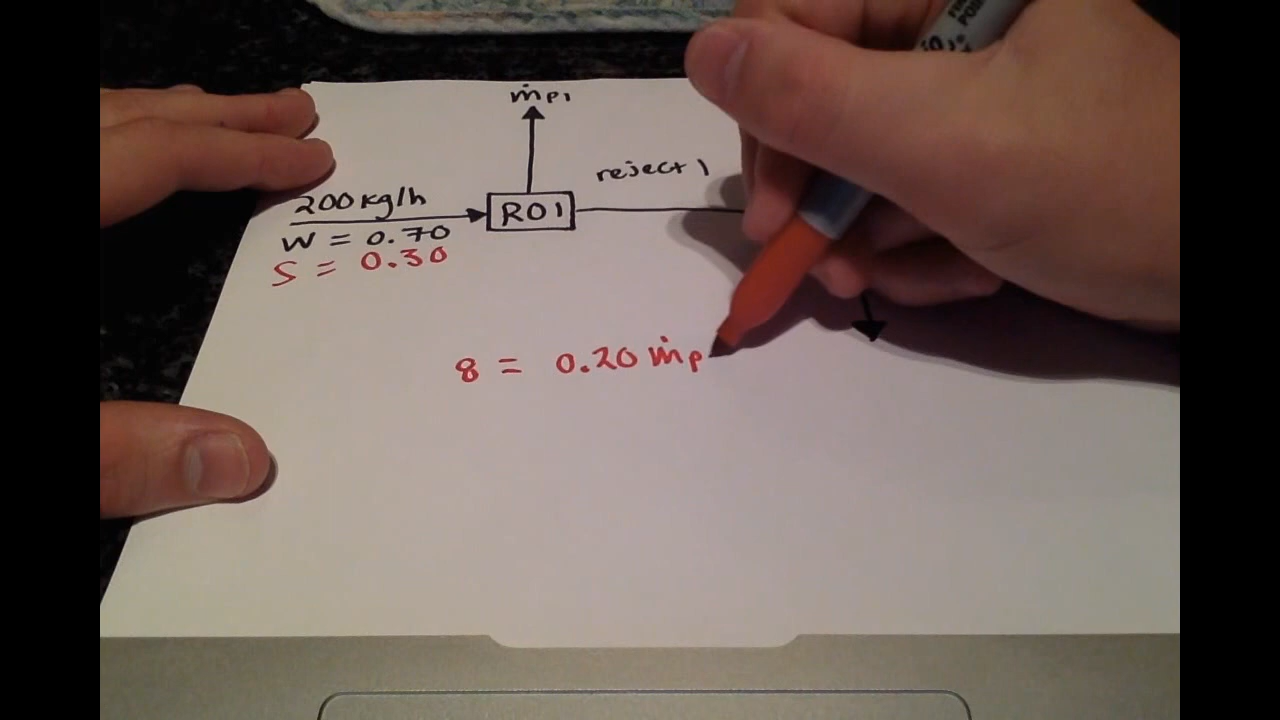 ṁp1
reject 1
200 kg/h
RO1
W = 0.70
S = 0.30
8 = 0.20 ṁp